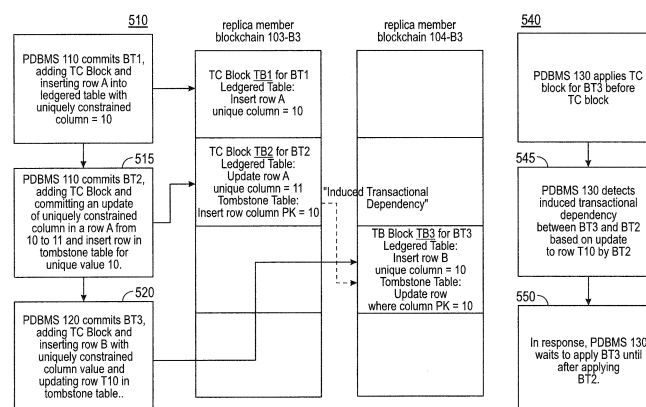 510
PDBMS 110 commits BT1,
adding TC Block and
inserting row A into
ledgered table with
uniquely constrained
column = 10
515
PDBMS 110 commits BT2,
adding TC Block and
committing an update
of uniquely constrained
column in a row A from
10 to 11 and insert row in
tombstone table for
unique value 10.
520
PDBMS 120 commits BT3,
adding TC Block and
inserting row B with
uniquely constrained
column value and
updating row T10 in
tombstone table..
replica member
blockchain 103-B3
TC Block TB1 for BT1
Ledgered Table:
Insert row A
unique column = 10
TC Block TB2 for BT2
Ledgered Table:
Update row A
unique column = 11
Tombstone Table:
Insert row column PK = 10
"Induced Transactional
Dependency"
replica member
blockchain 104-B3
TB Block TB3 for BT3
Ledgered Table:
Insert row B
unique column = 10
Tombstone Table:
Update row
where column PK = 10
540
PDBMS 130 applies TC
block for BT3 before
TC block
545
PDBMS 130 detects
induced transactional
dependency
between BT3 and BT2
based on update
to row T10 by BT2
550
In response, PDBMS 130
waits to apply BT3 until
after applying
BT2.